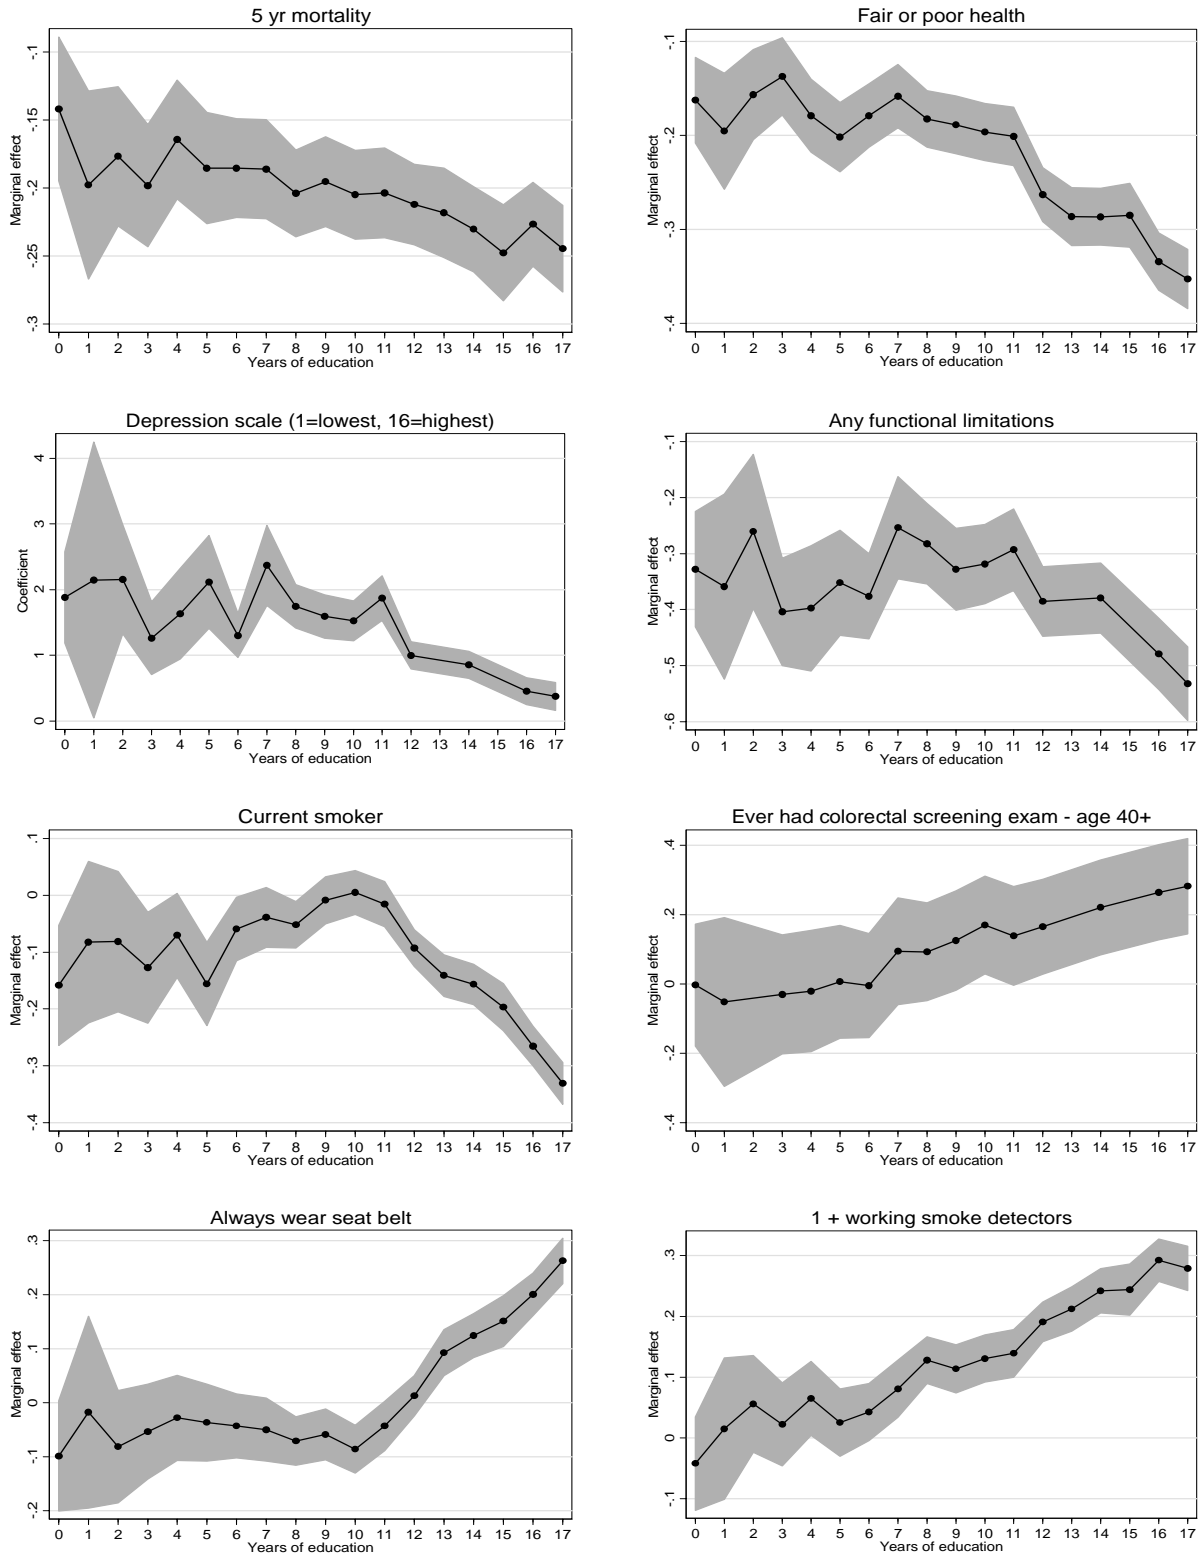 5 yr mortality
Marginal effect
-.1
-.15
-.2
-.25
-.3
0 1 2 3 4 5 6 7 8 9 10 11 12 13 14 15 16 17
Years of education
Fair or poor health
Marginal effect
-.1
-.2
-.3
-.4
0 1 2 3 4 5 6 7 8 9 10 11 12 13 14 15 16 17
Years of education
Depression scale (1=lowest, 16=highest)
Coefficient
4
3
2
1
0
0 1 2 3 4 5 6 7 8 9 10 11 12 13 14 15 16 17
Years of education
Any functional limitations
Marginal effect
-.1
-.2
-.3
-.4
-.5
-.6
0 1 2 3 4 5 6 7 8 9 10 11 12 13 14 15 16 17
Years of education
Current smoker
Marginal effect
.1
0
-.1
-.2
-.3
-.4
0 1 2 3 4 5 6 7 8 9 10 11 12 13 14 15 16 17
Years of education
Ever had colorectal screening exam - age 40+
Marginal effect
.4
.2
0
-.2
-.4
0 1 2 3 4 5 6 7 8 9 10 11 12 13 14 15 16 17
Years of education
Always wear seat belt
Marginal effect
.3
.2
.1
0
-.1
-.2
0 1 2 3 4 5 6 7 8 9 10 11 12 13 14 15 16 17
Years of education
1 + working smoke detectors
Marginal effect
.3
.2
.1
0
-.1
0 1 2 3 4 5 6 7 8 9 10 11 12 13 14 15 16 17
Years of education